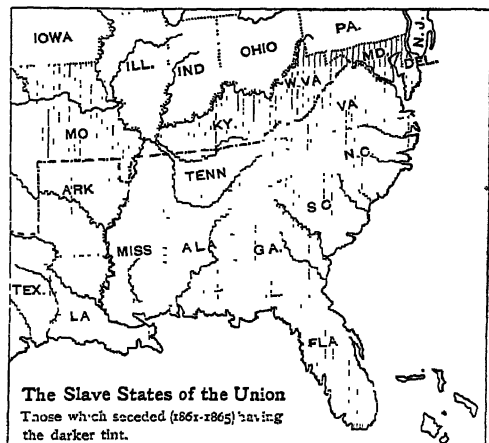 IOWA
PA.
N.J.
OHIO
ILL.
IND
MD.
DEL
W.VA
VA
MO
KY
N.C.
TENN
ARK
S.C
MISS
ALA
GA.
TEX.
LA
FLA
The Slave States of the Union
Those which seceded (1861-1865) having
the darker tint.